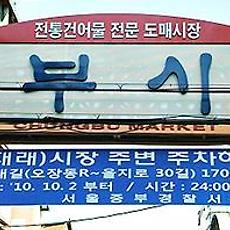 전통건어물 전문 도매시장
부 시
CHUNGBU MARKET
래)시장 주변 주차
길(오장동R~을지로 30길) 170
: '10. 10. 2 부터 / 시간 : 24:00
서울중부경찰서